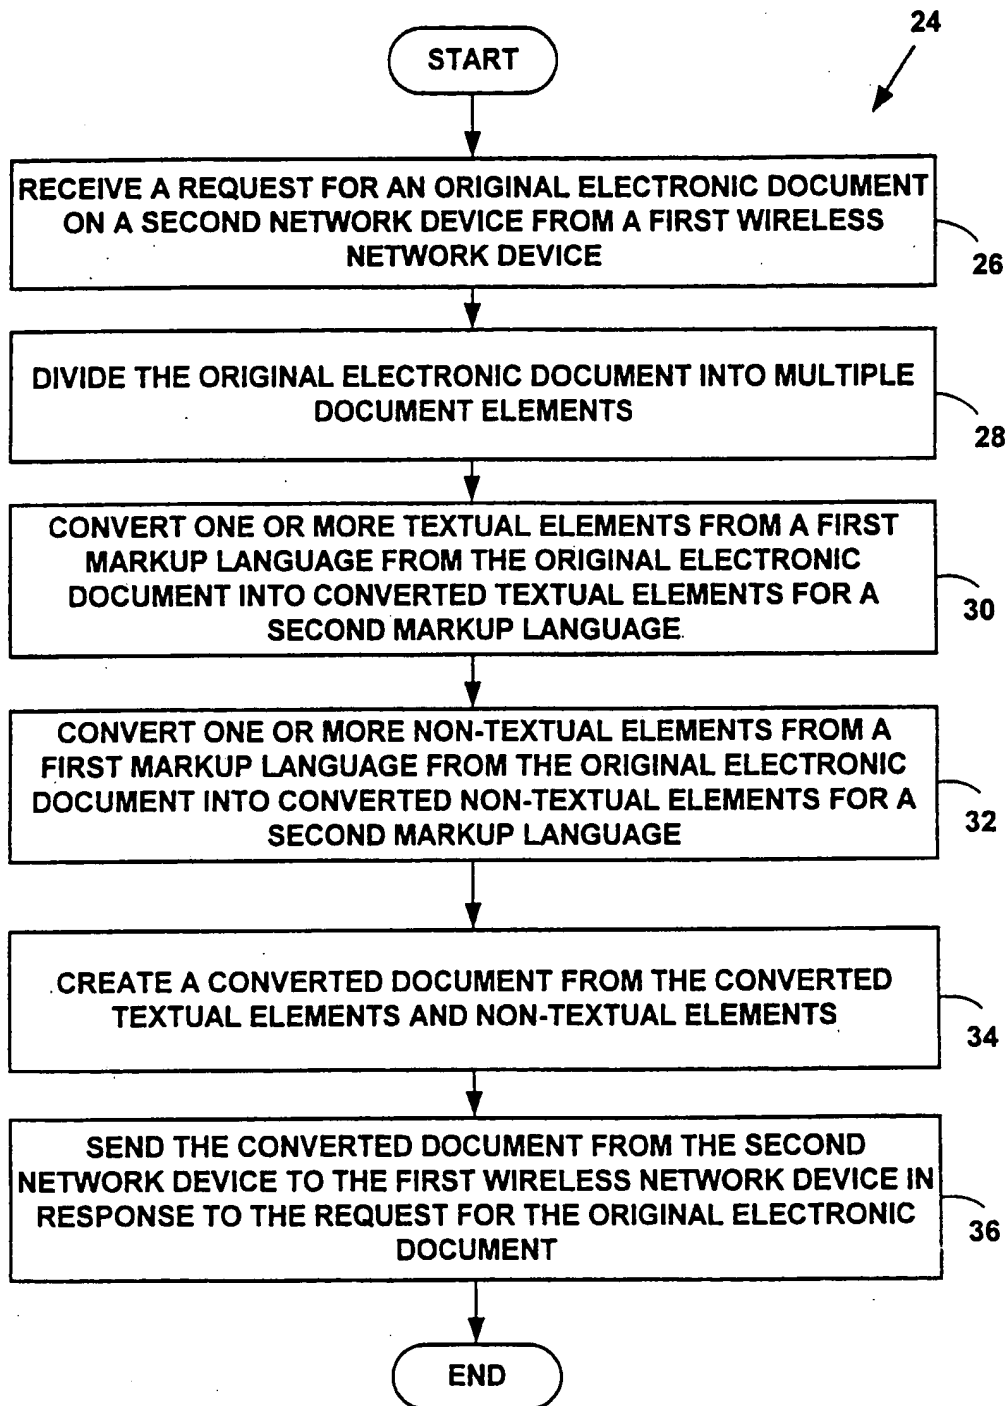 24
START
RECEIVE A REQUEST FOR AN ORIGINAL ELECTRONIC DOCUMENT
ON A SECOND NETWORK DEVICE FROM A FIRST WIRELESS
NETWORK DEVICE
26
DIVIDE THE ORIGINAL ELECTRONIC DOCUMENT INTO MULTIPLE
DOCUMENT ELEMENTS
28
CONVERT ONE OR MORE TEXTUAL ELEMENTS FROM A FIRST
MARKUP LANGUAGE FROM THE ORIGINAL ELECTRONIC
DOCUMENT INTO CONVERTED TEXTUAL ELEMENTS FOR A
SECOND MARKUP LANGUAGE
30
CONVERT ONE OR MORE NON-TEXTUAL ELEMENTS FROM A
FIRST MARKUP LANGUAGE FROM THE ORIGINAL ELECTRONIC
DOCUMENT INTO CONVERTED NON-TEXTUAL ELEMENTS FOR A
SECOND MARKUP LANGUAGE
32
CREATE A CONVERTED DOCUMENT FROM THE CONVERTED
TEXTUAL ELEMENTS AND NON-TEXTUAL ELEMENTS
34
SEND THE CONVERTED DOCUMENT FROM THE SECOND
NETWORK DEVICE TO THE FIRST WIRELESS NETWORK DEVICE IN
RESPONSE TO THE REQUEST FOR THE ORIGINAL ELECTRONIC
DOCUMENT
36
END